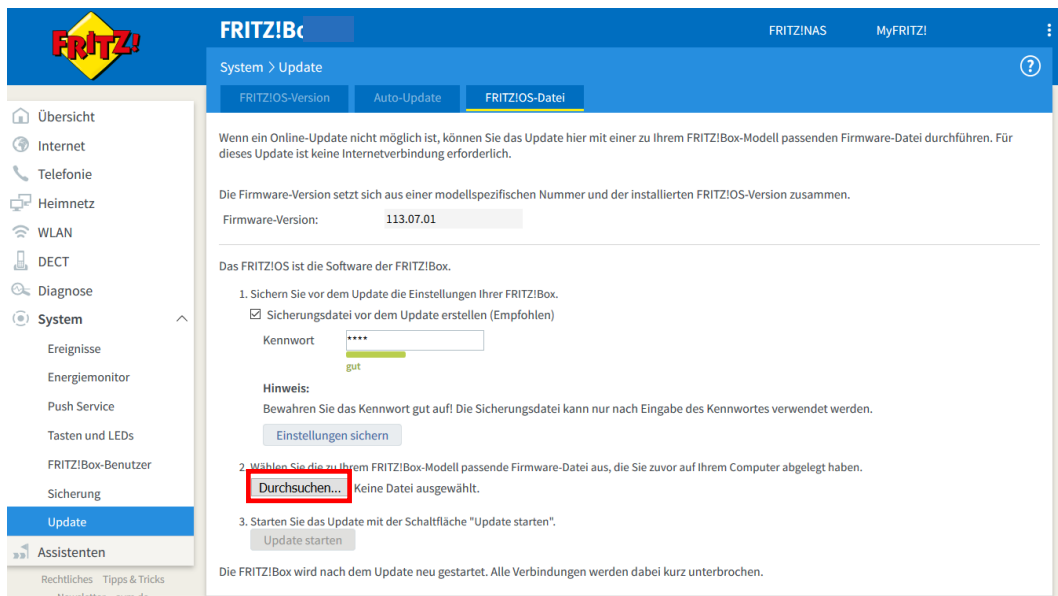 FRITZ!
FRITZ!Bo
FRITZ!NAS
MyFRITZ!
System > Update
?
FRITZ!OS-Version
Auto-Update
FRITZ!OS-Datei
Übersicht
Internet
Telefonie
Heimnetz
WLAN
DECT
Diagnose
System
Ereignisse
Energiemonitor
Push Service
Tasten und LEDs
FRITZ!Box-Benutzer
Sicherung
Update
Assistenten
Rechtliches Tipps & Tricks
Wenn ein Online-Update nicht möglich ist, können Sie das Update hier mit einer zu Ihrem FRITZ!Box-Modell passenden Firmware-Datei durchführen. Für
dieses Update ist keine Internetverbindung erforderlich.
Die Firmware-Version setzt sich aus einer modellspezifischen Nummer und der installierten FRITZ!OS-Version zusammen.
Firmware-Version: 113.07.01
Das FRITZ!OS ist die Software der FRITZ!Box.
1. Sichern Sie vor dem Update die Einstellungen Ihrer FRITZ!Box.
Sicherungsdatei vor dem Update erstellen (Empfohlen)
Kennwort ****
gut
Hinweis:
Bewahren Sie das Kennwort gut auf! Die Sicherungsdatei kann nur nach Eingabe des Kennwortes verwendet werden.
Einstellungen sichern
2. Wählen Sie die zu Ihrem FRITZ!Box-Modell passende Firmware-Datei aus, die Sie zuvor auf Ihrem Computer abgelegt haben.
Durchsuchen... Keine Datei ausgewählt.
3. Starten Sie das Update mit der Schaltfläche "Update starten".
Update starten
Die FRITZ!Box wird nach dem Update neu gestartet. Alle Verbindungen werden dabei kurz unterbrochen.